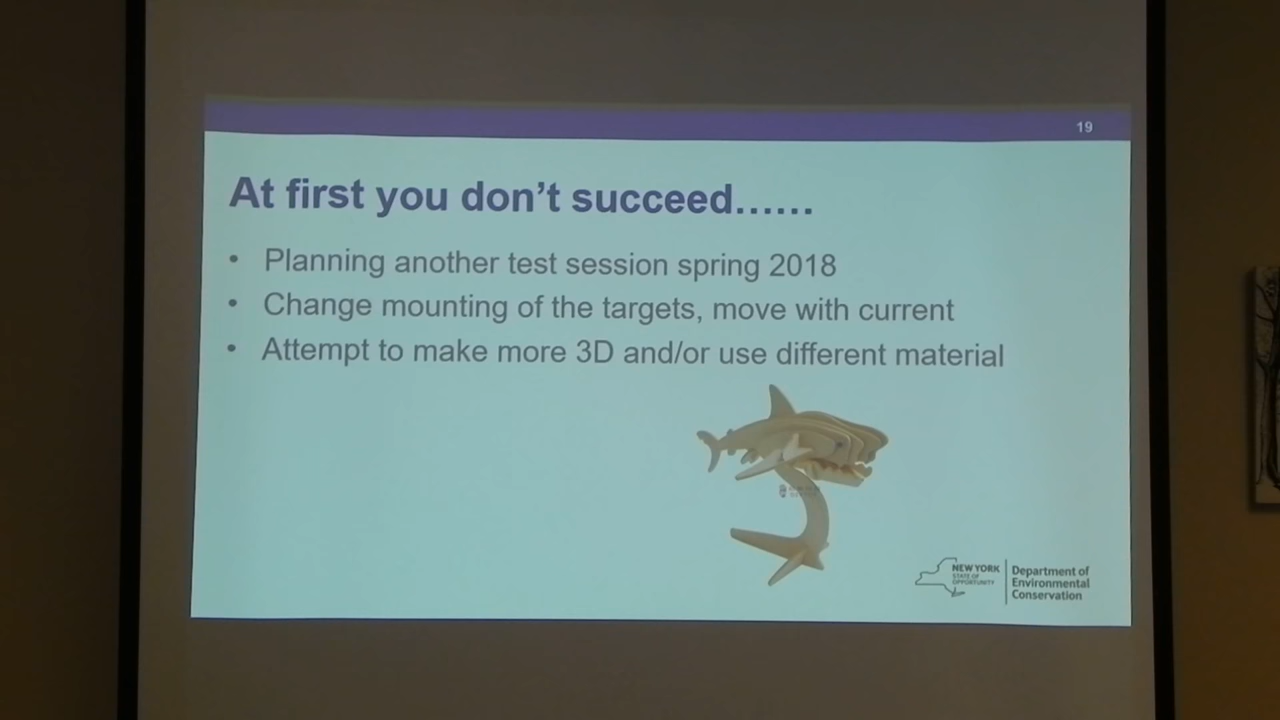 19
At first you don't succeed......
• Planning another test session spring 2018
• Change mounting of the targets, move with current
• Attempt to make more 3D and/or use different material
NEW YORK
STATE OF
OPPORTUNITY
Department of
Environmental
Conservation